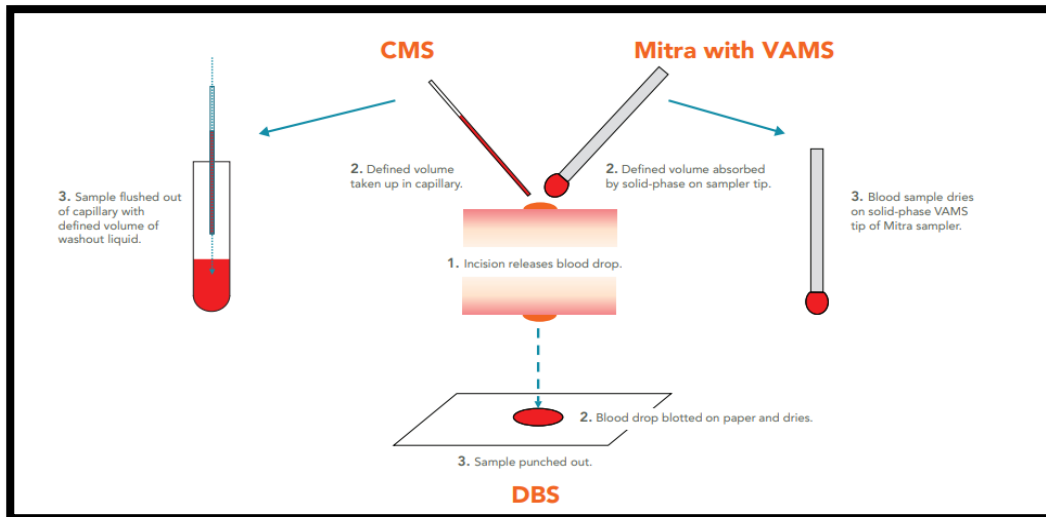 CMS
Mitra with VAMS
2. Defined volume
taken up in capillary.
2. Defined volume absorbed
by solid-phase on sampler tip.
3. Sample flushed out
of capillary with
defined volume of
washout liquid.
3. Blood sample dries
on solid-phase VAMS
tip of Mitra sampler.
1. Incision releases blood drop.
2. Blood drop blotted on paper and dries.
3. Sample punched out.
DBS